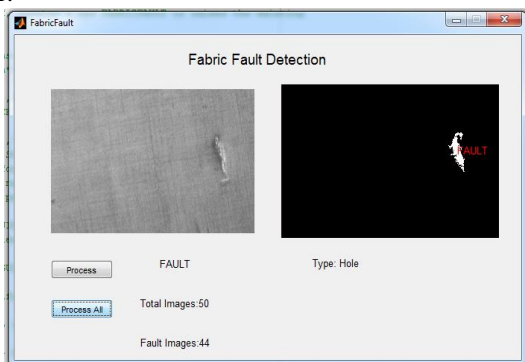 FabricFault
Fabric Fault Detection
FAULT
Process
FAULT
Type: Hole
Process All
Total Images:50
Fault Images:44